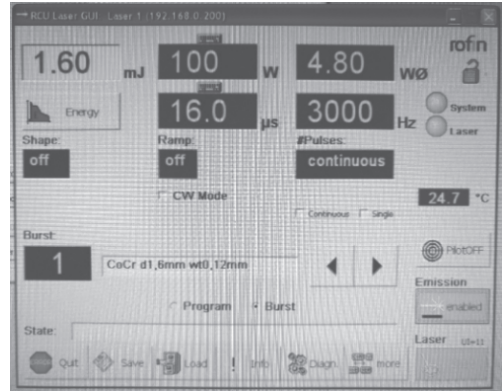 RCU Laser GUI - Laser 1 (192.168.0.200)
rofin
1.60 mJ 100 W 4.80 WØ
Energy 16.0 µs 3000 Hz System
Laser
Shape: Ramp: #Pulses:
off off continuous
CW Mode 24.7 °C
Continuous Single
Burst:
1 CoCr d1,6mm wt0,12mm PilotOFF
Emission
Program Burst enabled
State: Laser
Quit Save Load ! Info Diagn. more